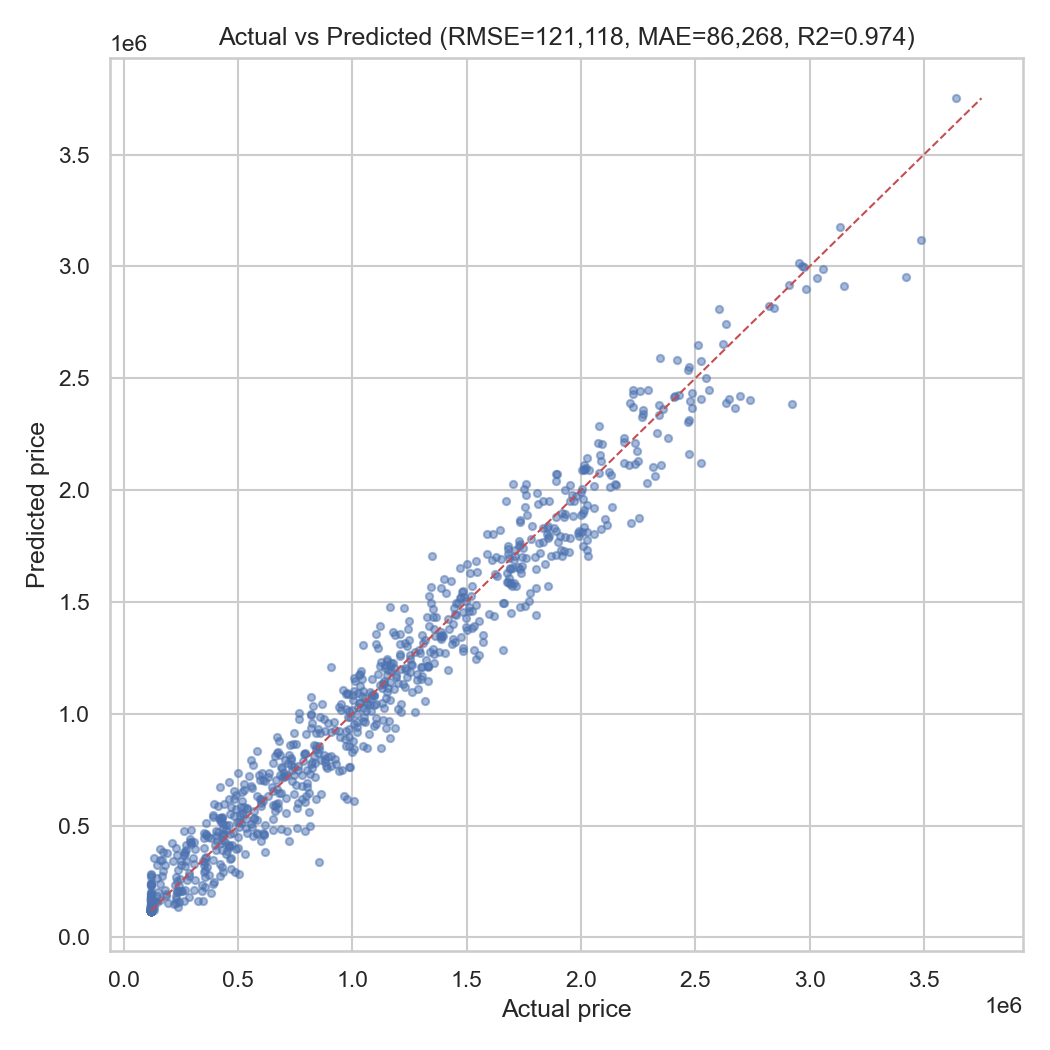 Actual vs Predicted (RMSE=121,118, MAE=86,268, R2=0.974)
1e6
3.5
3.0
2.5
2.0
1.5
1.0
0.5
0.0
Predicted price
0.0 0.5 1.0 1.5 2.0 2.5 3.0 3.5
Actual price
1e6